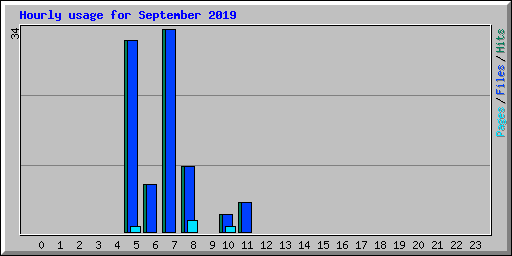 Hourly usage for September 2019
34
Pages/Files/Hits
0 1 2 3 4 5 6 7 8 9 10 11 12 13 14 15 16 17 18 19 20 21 22 23